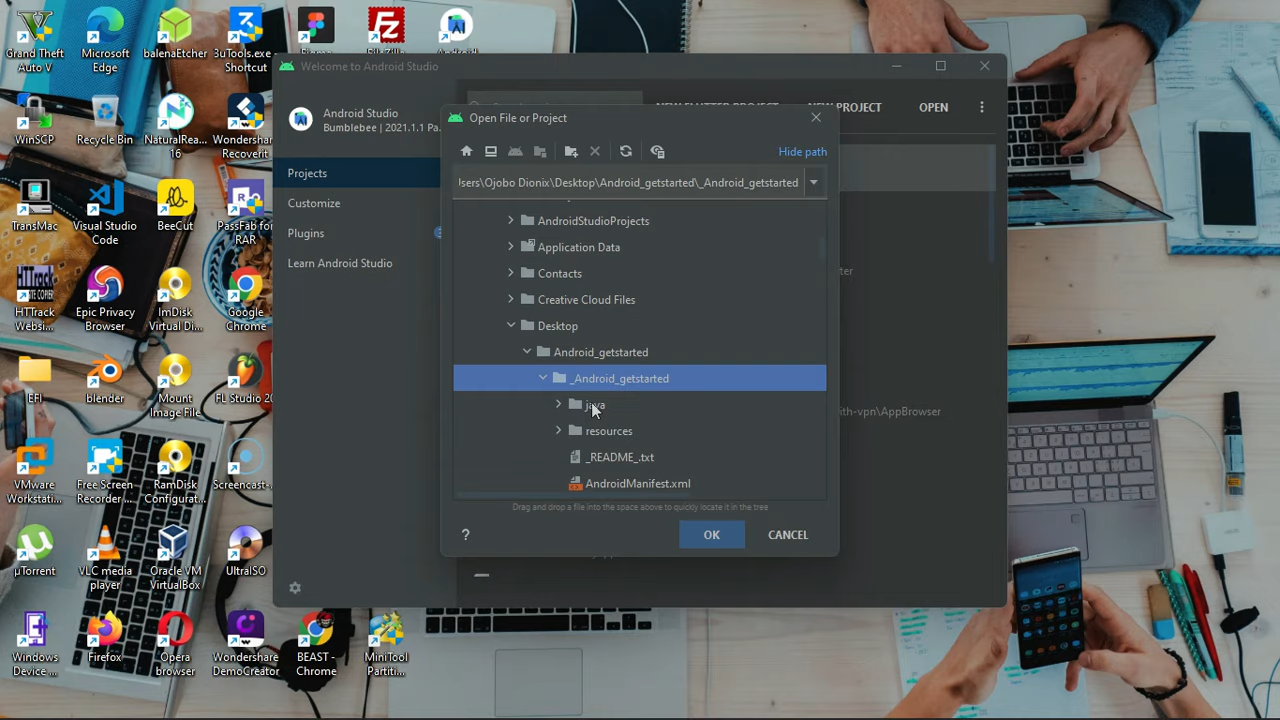 Grand Theft
Auto V
Microsoft
Edge
balenaEtcher
3uTools.exe -
Shortcut
WinSCP
Recycle Bin
NaturalRea...
16
Wondershare
Recoverit
TransMac
Visual Studio
Code
BeeCut
PassFab for
RAR
HTTrack
Websi...
Epic Privacy
Browser
ImDisk
Virtual Di...
Google
Chrome
EFI
blender
Mount
Image File
FL Studio 20
VMware
Workstati...
Free Screen
Recorder ...
RamDisk
Configurat...
Screencast-...
µTorrent
VLC media
player
Oracle VM
VirtualBox
UltraISO
Windows
Device ...
Firefox
Opera
browser
Wondershare
DemoCreator
BEAST -
Chrome
MiniTool
Partiti...
Welcome to Android Studio
Android Studio
Bumblebee | 2021.1.1 Pa..
Projects
Customize
Plugins
Learn Android Studio
NEW FLUTTER PROJECT
NEW PROJECT
OPEN
ith-vpn\AppBrowser
Open File or Project
Hide path
Jsers\Ojobo Dionix\Desktop\Android_getstarted\_Android_getstarted
AndroidStudioProjects
Application Data
Contacts
Creative Cloud Files
Desktop
Android_getstarted
_Android_getstarted
java
resources
_README_.txt
AndroidManifest.xml
Drag and drop a file into the space above to quickly locate it in the tree
?
OK
CANCEL